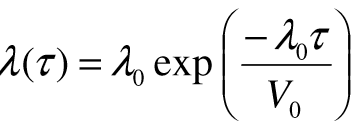 λ(τ) = λ₀ exp(−λ₀τ / V₀)